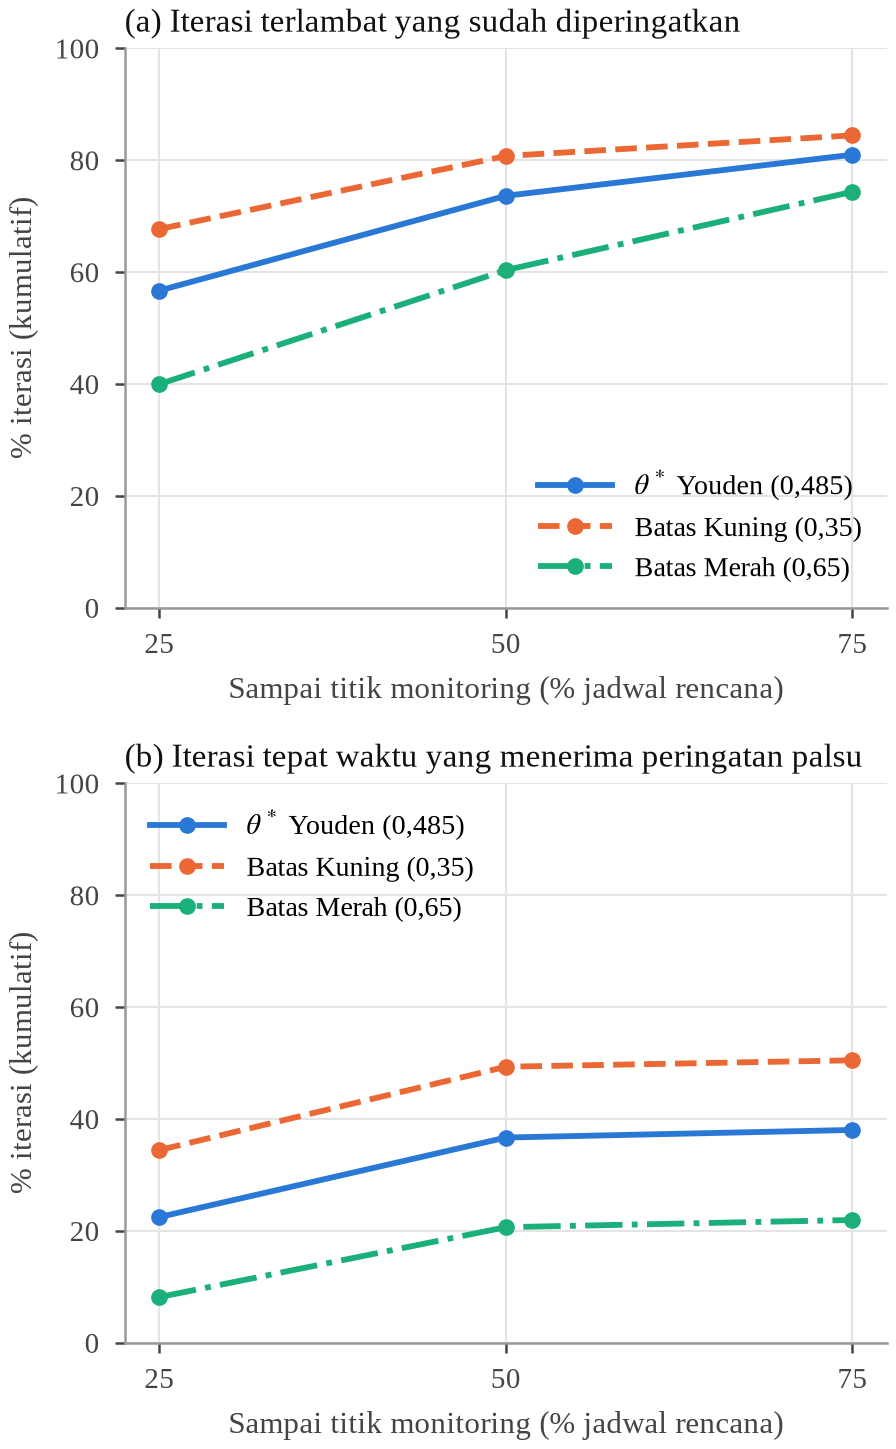 (a) Iterasi terlambat yang sudah diperingatkan
100
80
60
40
20
0
% iterasi (kumulatif)
θ* Youden (0,485)
Batas Kuning (0,35)
Batas Merah (0,65)
25 50 75
Sampai titik monitoring (% jadwal rencana)
(b) Iterasi tepat waktu yang menerima peringatan palsu
100
80
60
40
20
0
% iterasi (kumulatif)
θ* Youden (0,485)
Batas Kuning (0,35)
Batas Merah (0,65)
25 50 75
Sampai titik monitoring (% jadwal rencana)